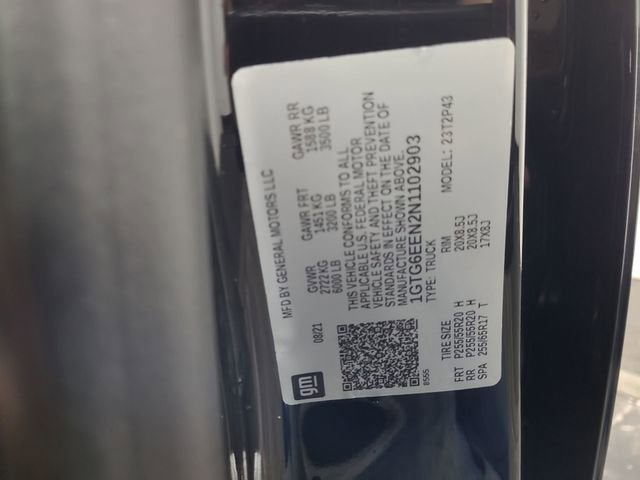 gm
MFD BY GENERAL MOTORS LLC
08/21
GVWR GAWR FRT GAWR RR
2722 KG 1451 KG 1588 KG
6000 LB 3200 LB 3500 LB
THIS VEHICLE CONFORMS TO ALL
APPLICABLE U.S. FEDERAL MOTOR
VEHICLE SAFETY AND THEFT PREVENTION
STANDARDS IN EFFECT ON THE DATE OF
MANUFACTURE SHOWN ABOVE.
1GTG6EEN2N1102903
8555 TYPE: TRUCK MODEL: 23T2P43
TIRE SIZE RIM
FRT P255/55R20 H 20X8.5J
RR P255/55R20 H 20X8.5J
SPA 255/65R17 T 17X8J